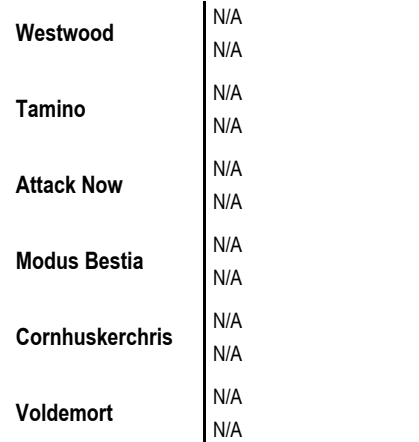 Westwood
N/A
N/A
Tamino
N/A
N/A
Attack Now
N/A
N/A
Modus Bestia
N/A
N/A
Cornhuskerchris
N/A
N/A
Voldemort
N/A
N/A